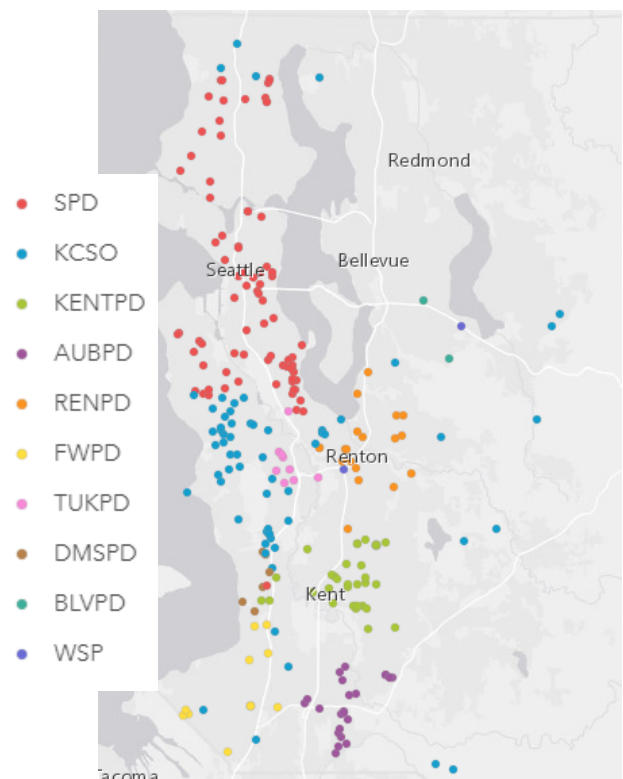 Redmond
SPD
KCSO
Bellevue
Seattle
KENTPD
AUBPD
RENPD
FWPD
Renton
TUKPD
DMSPD
Kent
BLVPD
WSP
Tacoma